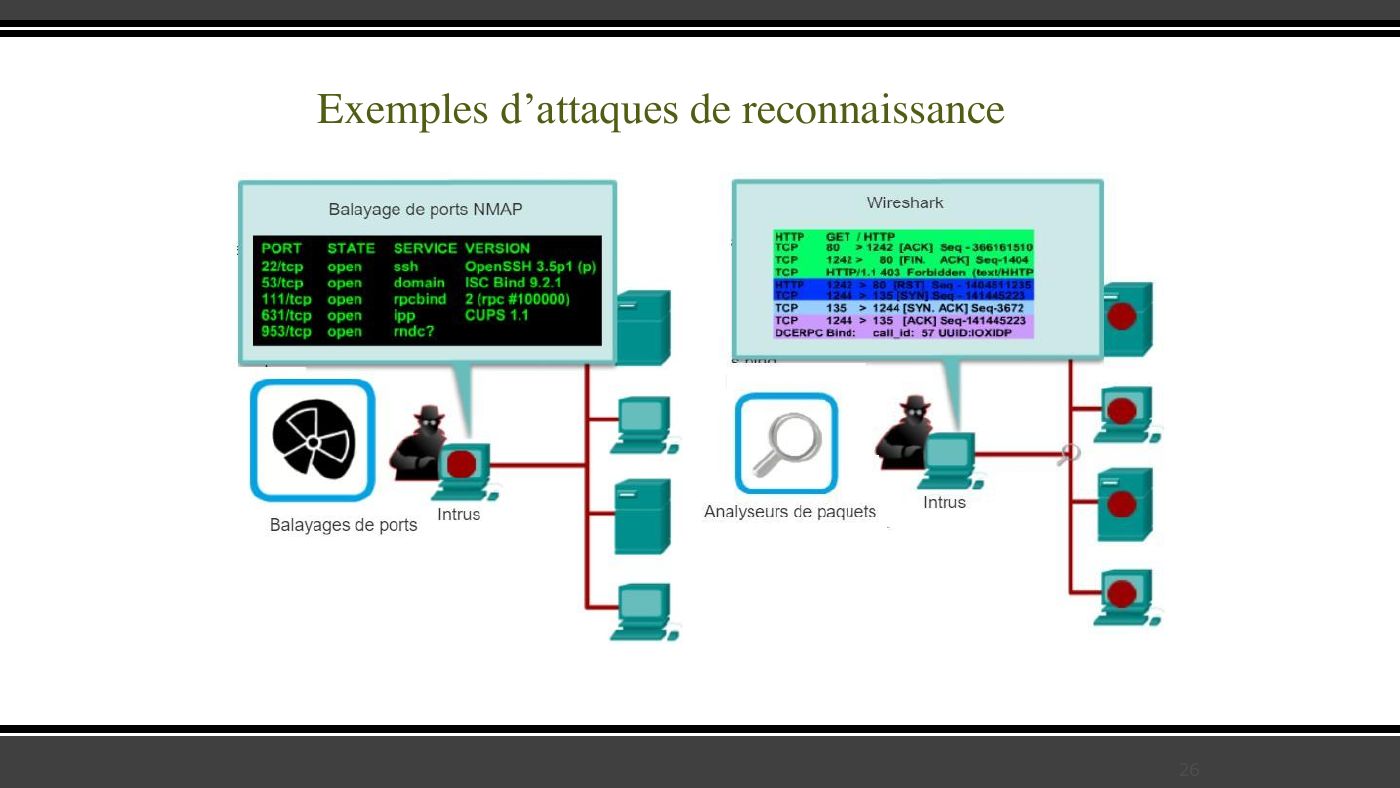 Exemples d’attaques de reconnaissance
Balayage de ports NMAP
PORT STATE SERVICE VERSION
22/tcp open ssh OpenSSH 3.5p1 (p)
53/tcp open domain ISC Bind 9.2.1
111/tcp open rpcbind 2 (rpc #100000)
631/tcp open ipp CUPS 1.1
953/tcp open rndc?
Balayages de ports
Intrus
Wireshark
HTTP GET / HTTP
TCP 80 > 1242 [ACK] Seq - 366161510
TCP 1242 > 80 [FIN. ACK] Seq-1404
TCP HTTP/1.1 403 Forbidden (text/HHTP
HTTP 1242 > 80 [RST] Seq - 1404511235
TCP 1244 > 135 [SYN] Seq - 141445223
TCP 135 > 1244 [SYN. ACK] Seq-3672
TCP 1244 > 135 [ACK] Seq-141445223
DCERPC Bind: call_id: 57 UUID:IOXIDP
Analyseurs de paquets
Intrus
26